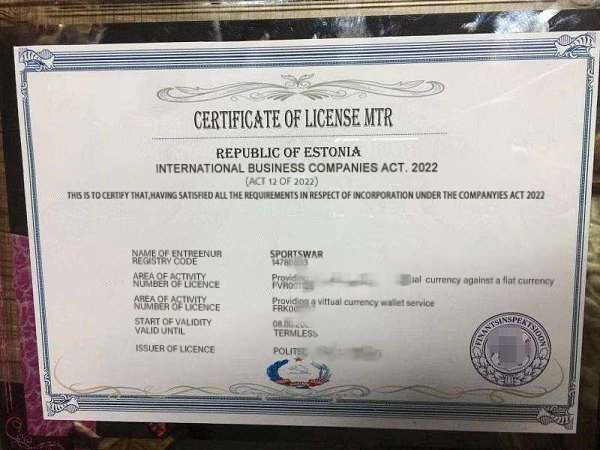 CERTIFICATE OF LICENSE MTR
REPUBLIC OF ESTONIA
INTERNATIONAL BUSINESS COMPANIES ACT. 2022
(ACT 12 OF 2022)
THIS IS TO CERTIFY THAT,HAVING SATISFIED ALL THE REQUIREMENTS IN RESPECT OF INCORPORATION UNDER THE COMPANYIES ACT 2022
NAME OF ENTREENUR SPORTSWAR
REGISTRY CODE
AREA OF ACTIVITY currency against a fiat currency
NUMBER OF LICENCE
AREA OF ACTIVITY Providing a vittual currency wallet service
NUMBER OF LICENCE
START OF VALIDITY
VALID UNTIL TERMLESS
ISSUER OF LICENCE
FINANTSINSPEKTSIOON